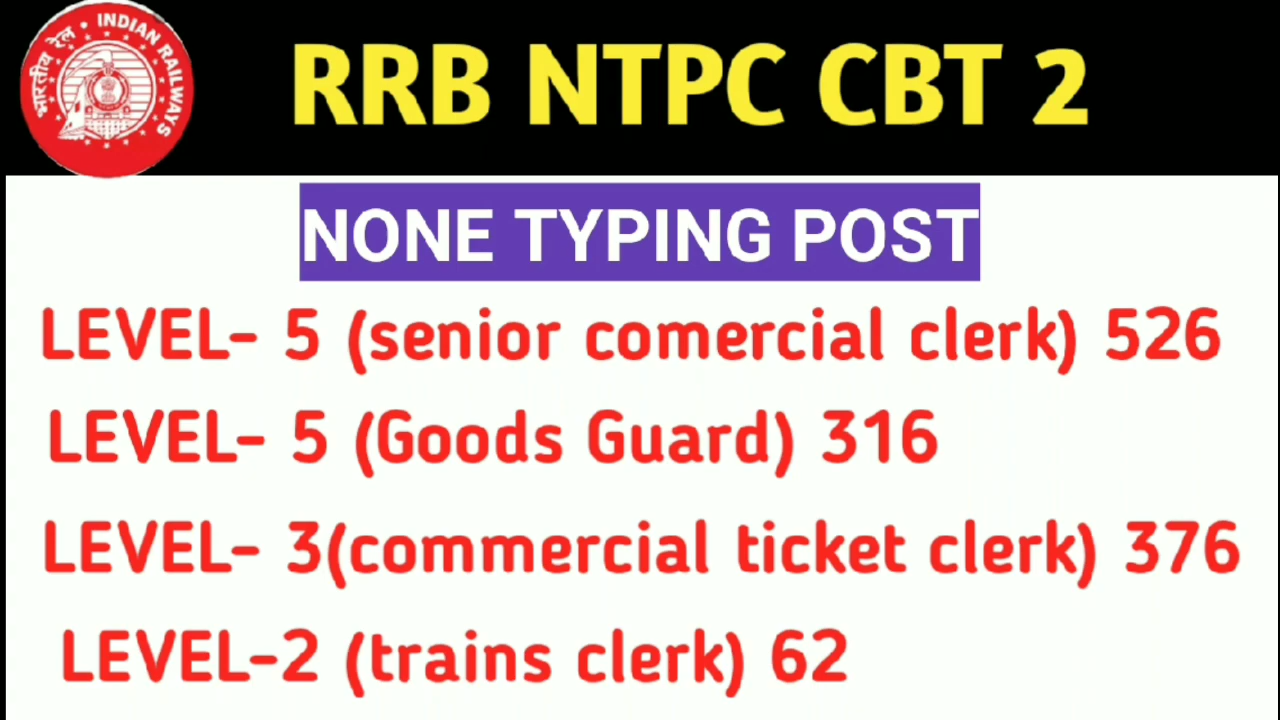 भारतीय रेल • INDIAN RAILWAYS
RRB NTPC CBT 2
NONE TYPING POST
LEVEL- 5 (senior comercial clerk) 526
LEVEL- 5 (Goods Guard) 316
LEVEL- 3(commercial ticket clerk) 376
LEVEL-2 (trains clerk) 62